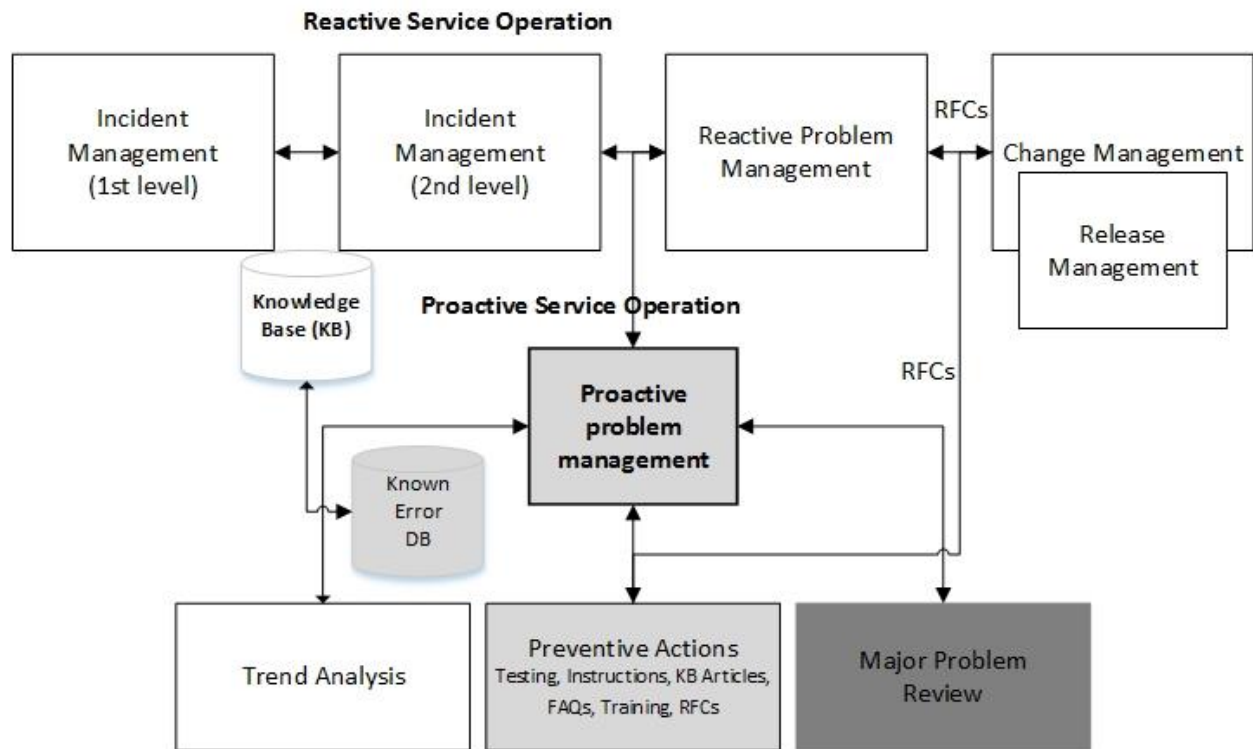 Reactive Service Operation
Incident
Management
(1st level)
Incident
Management
(2nd level)
Reactive Problem
Management
RFCs
Change Management
Release
Management
Knowledge
Base (KB)
Proactive Service Operation
RFCs
Proactive
problem
management
Known
Error
DB
Trend Analysis
Preventive Actions
Testing, Instructions, KB Articles,
FAQs, Training, RFCs
Major Problem
Review